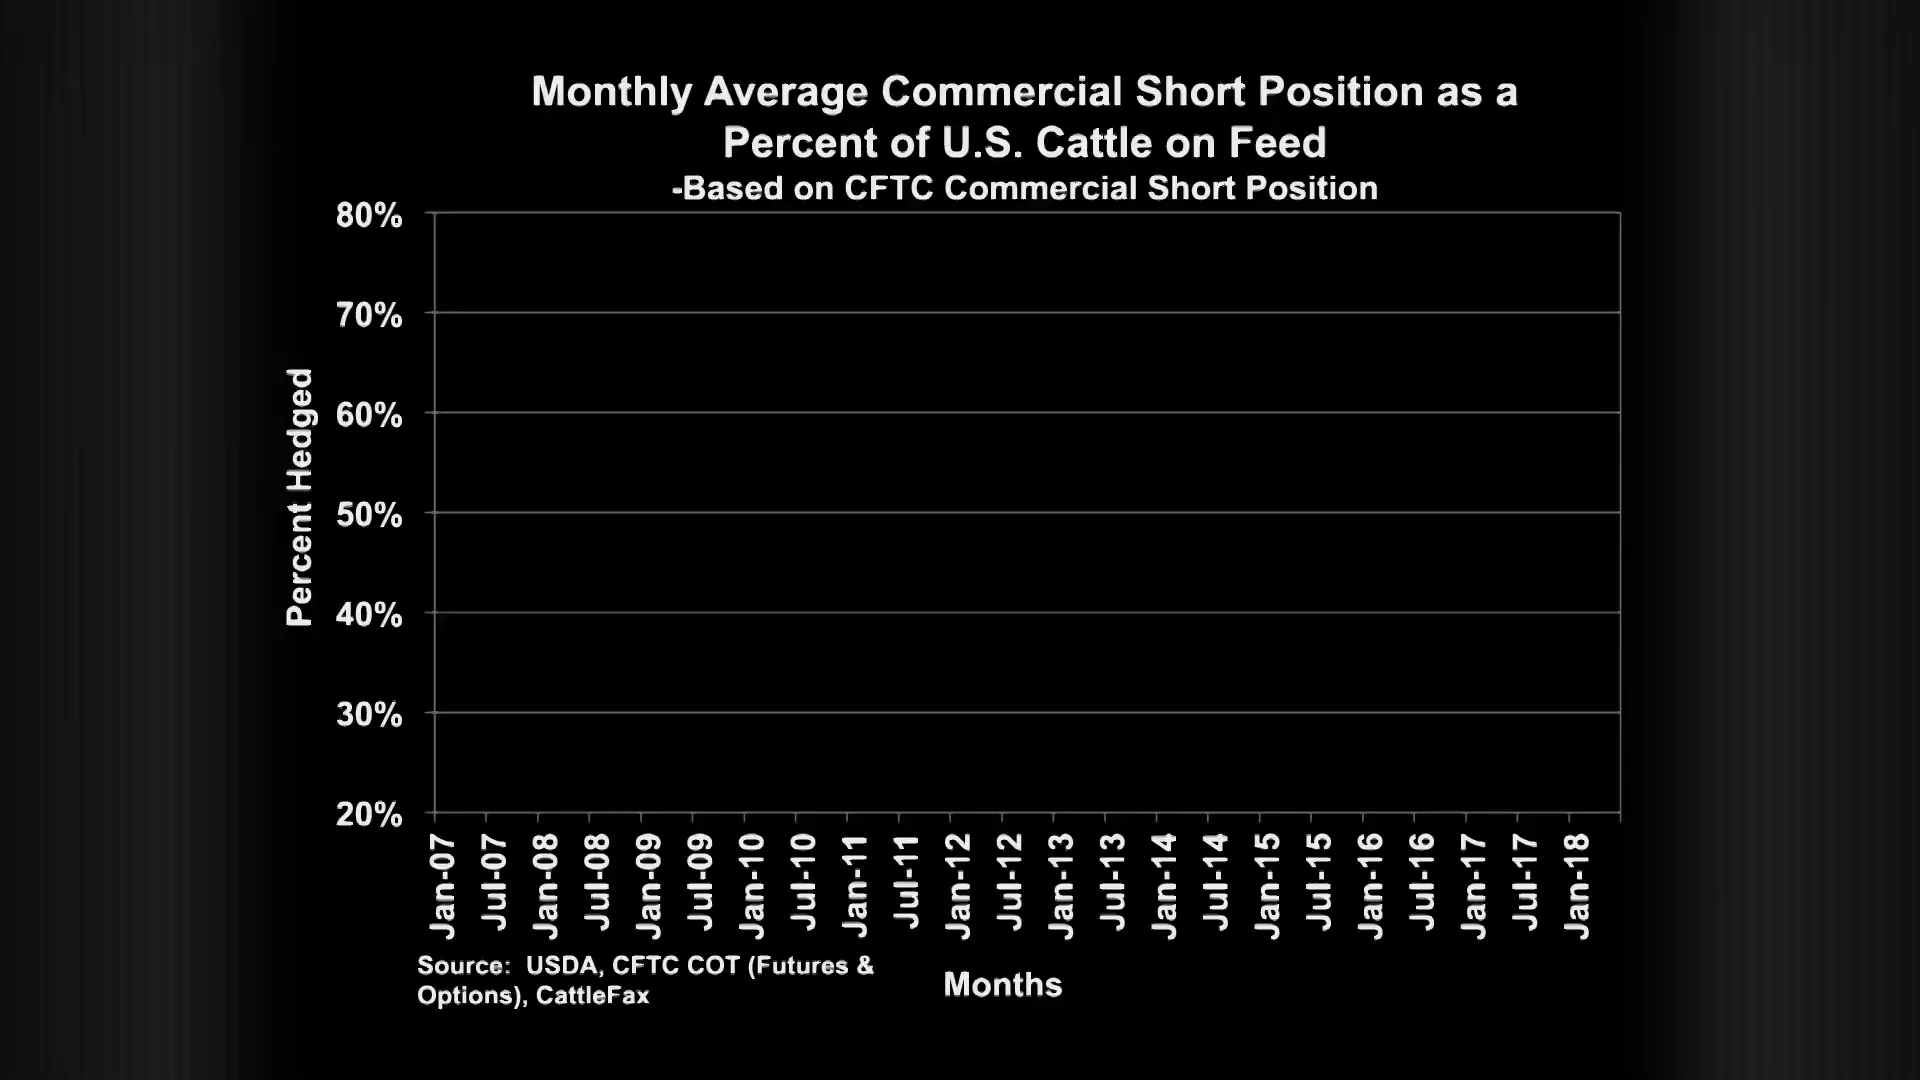 Monthly Average Commercial Short Position as a
Percent of U.S. Cattle on Feed
-Based on CFTC Commercial Short Position
80%
70%
60%
50%
40%
30%
20%
Percent Hedged
Jan-07
Jul-07
Jan-08
Jul-08
Jan-09
Jul-09
Jan-10
Jul-10
Jan-11
Jul-11
Jan-12
Jul-12
Jan-13
Jul-13
Jan-14
Jul-14
Jan-15
Jul-15
Jan-16
Jul-16
Jan-17
Jul-17
Jan-18
Months
Source:  USDA, CFTC COT (Futures &
Options), CattleFax